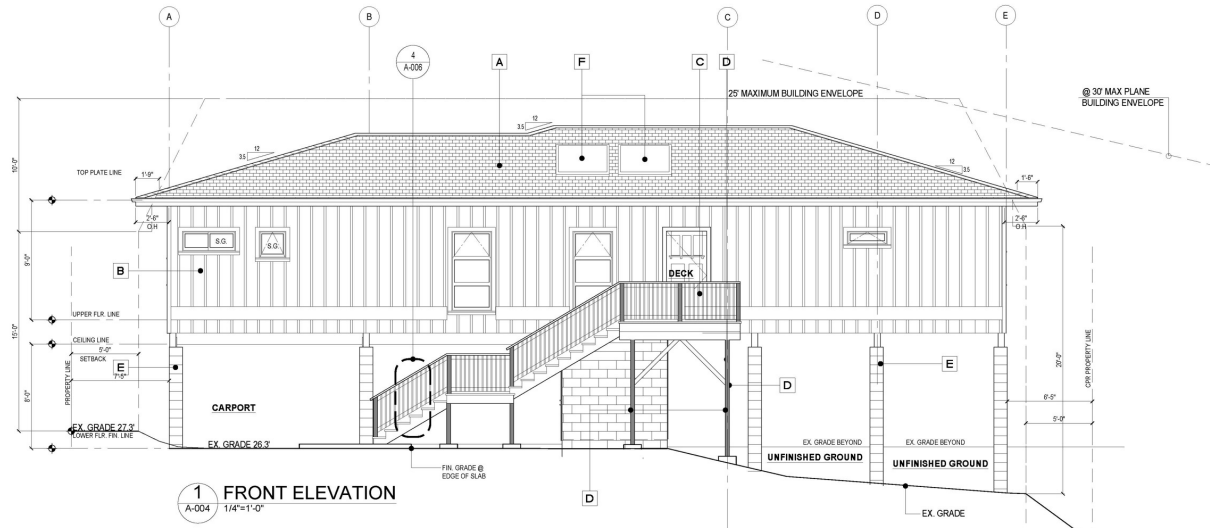 A
B
C
D
E
4
A-006
A
F
C
D
25' MAXIMUM BUILDING ENVELOPE
@ 30' MAX PLANE
BUILDING ENVELOPE
12
3.5
12
3.5
12
3.5
10'-0"
TOP PLATE LINE
1'-9"
1'-6"
2'-6"
O.H
2'-6"
O.H
S.G.
S.G.
B
DECK
9'-0"
UPPER FLR. LINE
15'-0"
CEILING LINE
5'-0"
SETBACK
7'-5"
PROPERTY LINE
8'-0"
E
CARPORT
D
E
20'-0"
CPR PROPERTY LINE
6'-5"
5'-0"
EX. GRADE 27.3'
LOWER FLR. FIN. LINE
EX. GRADE 26.3'
EX. GRADE BEYOND
UNFINISHED GROUND
EX. GRADE BEYOND
UNFINISHED GROUND
FIN. GRADE @
EDGE OF SLAB
D
EX. GRADE
1
A-004
FRONT ELEVATION
1/4"=1'-0"